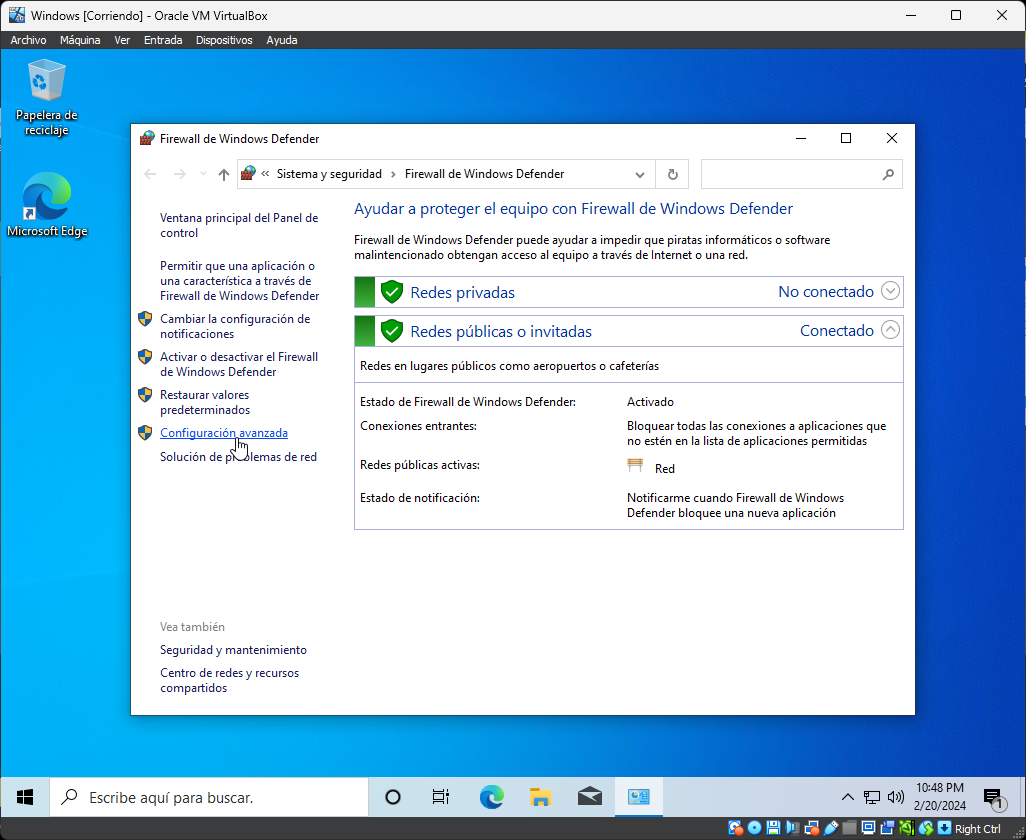 Windows [Corriendo] - Oracle VM VirtualBox
Archivo Máquina Ver Entrada Dispositivos Ayuda
Papelera de
reciclaje
Microsoft Edge
Firewall de Windows Defender
« Sistema y seguridad › Firewall de Windows Defender
Ventana principal del Panel de
control
Permitir que una aplicación o
una característica a través de
Firewall de Windows Defender
Cambiar la configuración de
notificaciones
Activar o desactivar el Firewall
de Windows Defender
Restaurar valores
predeterminados
Configuración avanzada
Solución de problemas de red
Vea también
Seguridad y mantenimiento
Centro de redes y recursos
compartidos
Ayudar a proteger el equipo con Firewall de Windows Defender
Firewall de Windows Defender puede ayudar a impedir que piratas informáticos o software
malintencionado obtengan acceso al equipo a través de Internet o una red.
Redes privadas No conectado
Redes públicas o invitadas Conectado
Redes en lugares públicos como aeropuertos o cafeterías
Estado de Firewall de Windows Defender: Activado
Conexiones entrantes: Bloquear todas las conexiones a aplicaciones que
no estén en la lista de aplicaciones permitidas
Redes públicas activas: Red
Estado de notificación: Notificarme cuando Firewall de Windows
Defender bloquee una nueva aplicación
Escribe aquí para buscar.
10:48 PM
2/20/2024
1
Right Ctrl